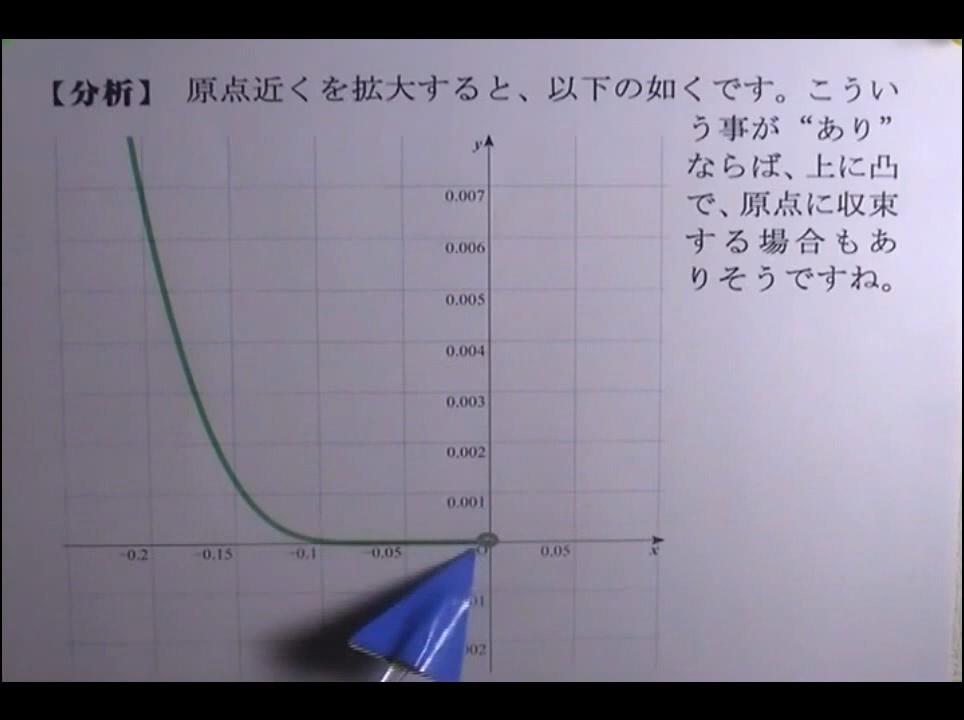 【分析】 原点近くを拡大すると、以下の如くです。こうい
う事が “あり”
ならば、上に凸
で、原点に収束
する場合もあ
りそうですね。
y
0.007
0.006
0.005
0.004
0.003
0.002
0.001
−0.2 −0.15 −0.1 −0.05 O 0.05 x